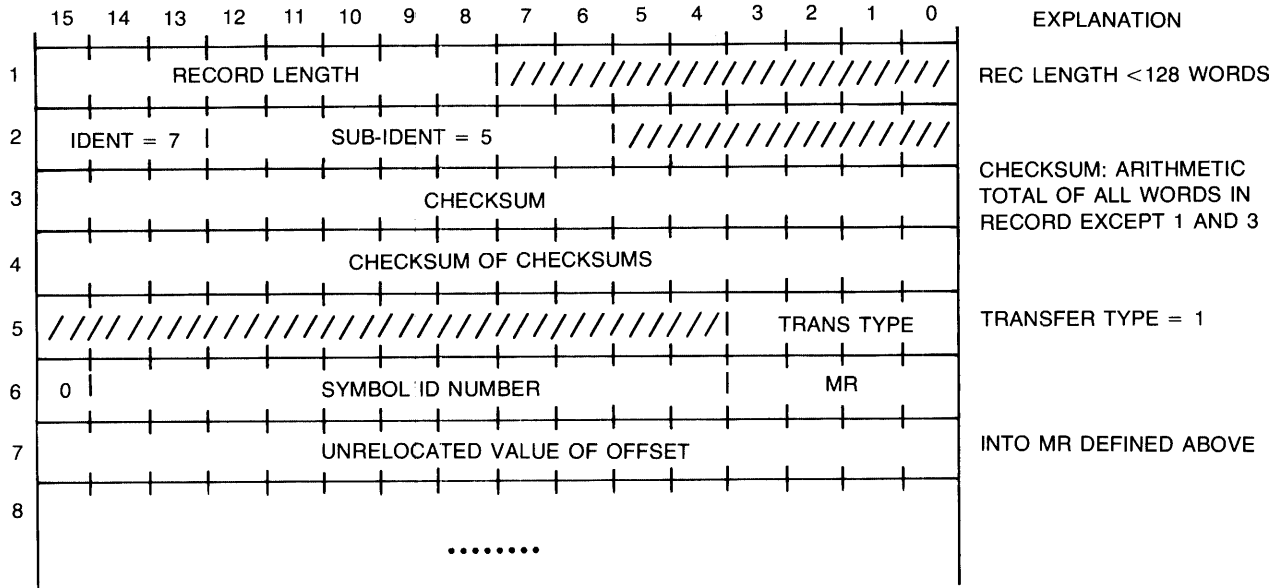 15 14 13 12 11 10 9 8 7 6 5 4 3 2 1 0 EXPLANATION
1 RECORD LENGTH REC LENGTH <128 WORDS
2 IDENT = 7 SUB-IDENT = 5
CHECKSUM: ARITHMETIC
TOTAL OF ALL WORDS IN
RECORD EXCEPT 1 AND 3
3 CHECKSUM
4 CHECKSUM OF CHECKSUMS
5 TRANS TYPE TRANSFER TYPE = 1
6 0 SYMBOL ID NUMBER MR
7 UNRELOCATED VALUE OF OFFSET INTO MR DEFINED ABOVE
8
........